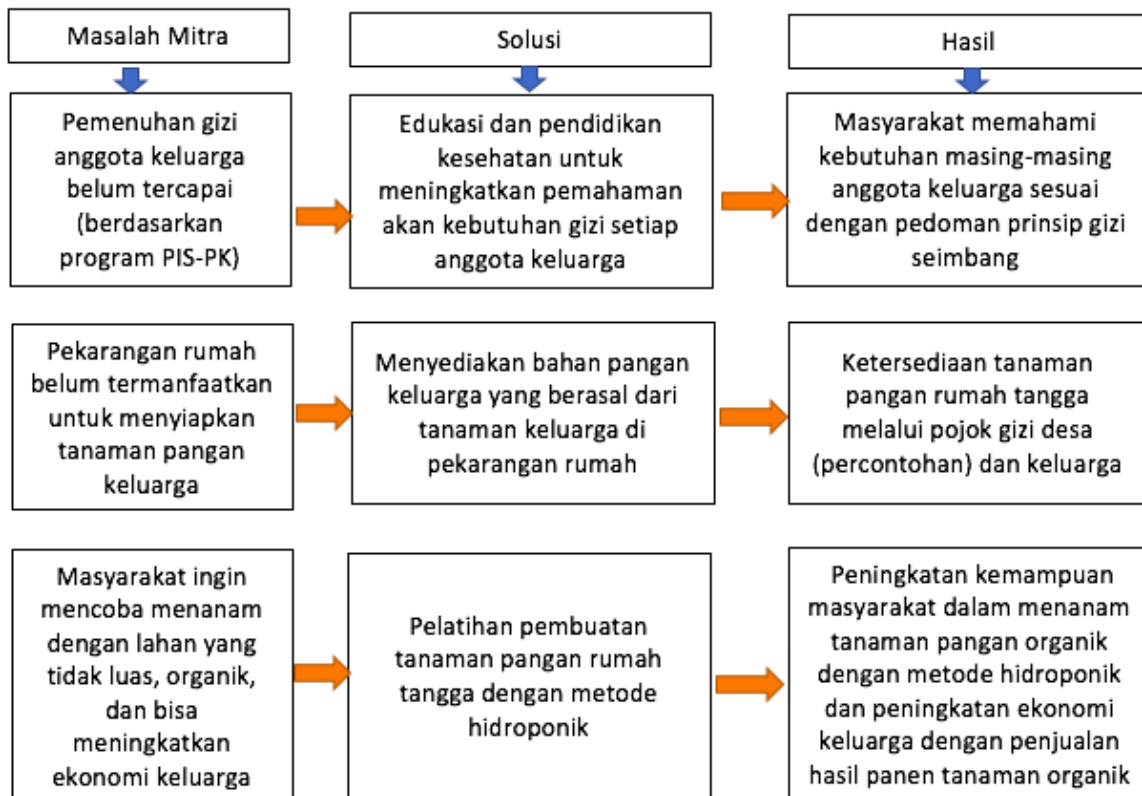 Masalah Mitra
Solusi
Hasil
Pemenuhan gizi
anggota keluarga
belum tercapai
(berdasarkan
program PIS-PK)
Edukasi dan pendidikan
kesehatan untuk
meningkatkan pemahaman
akan kebutuhan gizi setiap
anggota keluarga
Masyarakat memahami
kebutuhan masing-masing
anggota keluarga sesuai
dengan pedoman prinsip gizi
seimbang
Pekarangan rumah
belum termanfaatkan
untuk menyiapkan
tanaman pangan
keluarga
Menyediakan bahan pangan
keluarga yang berasal dari
tanaman keluarga di
pekarangan rumah
Ketersediaan tanaman
pangan rumah tangga
melalui pojok gizi desa
(percontohan) dan keluarga
Masyarakat ingin
mencoba menanam
dengan lahan yang
tidak luas, organik,
dan bisa
meningkatkan
ekonomi keluarga
Pelatihan pembuatan
tanaman pangan rumah
tangga dengan metode
hidroponik
Peningkatan kemampuan
masyarakat dalam menanam
tanaman pangan organik
dengan metode hidroponik
dan peningkatan ekonomi
keluarga dengan penjualan
hasil panen tanaman organik